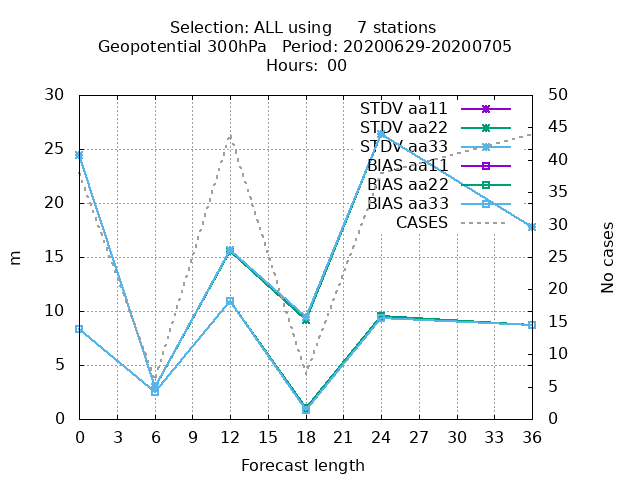 Selection: ALL using     7 stations
Geopotential 300hPa   Period: 20200629-20200705
Hours: 00
30
25
20
15
10
5
0
m
50
45
40
35
30
25
20
15
10
5
0
No cases
STDV aa11
STDV aa22
STDV aa33
BIAS aa11
BIAS aa22
BIAS aa33
CASES
0 3 6 9 12 15 18 21 24 27 30 33 36
Forecast length